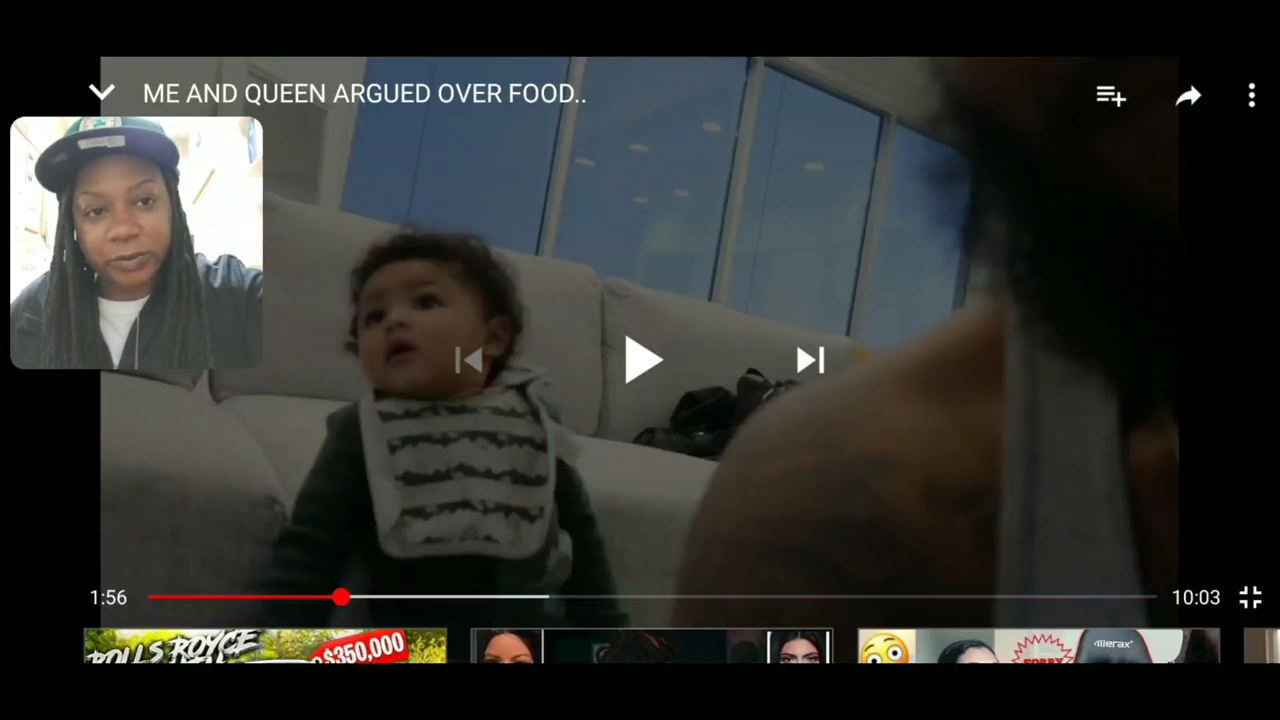 ME AND QUEEN ARGUED OVER FOOD..
1:56
10:03
ROLLS ROYCE
$350,000
SORRY